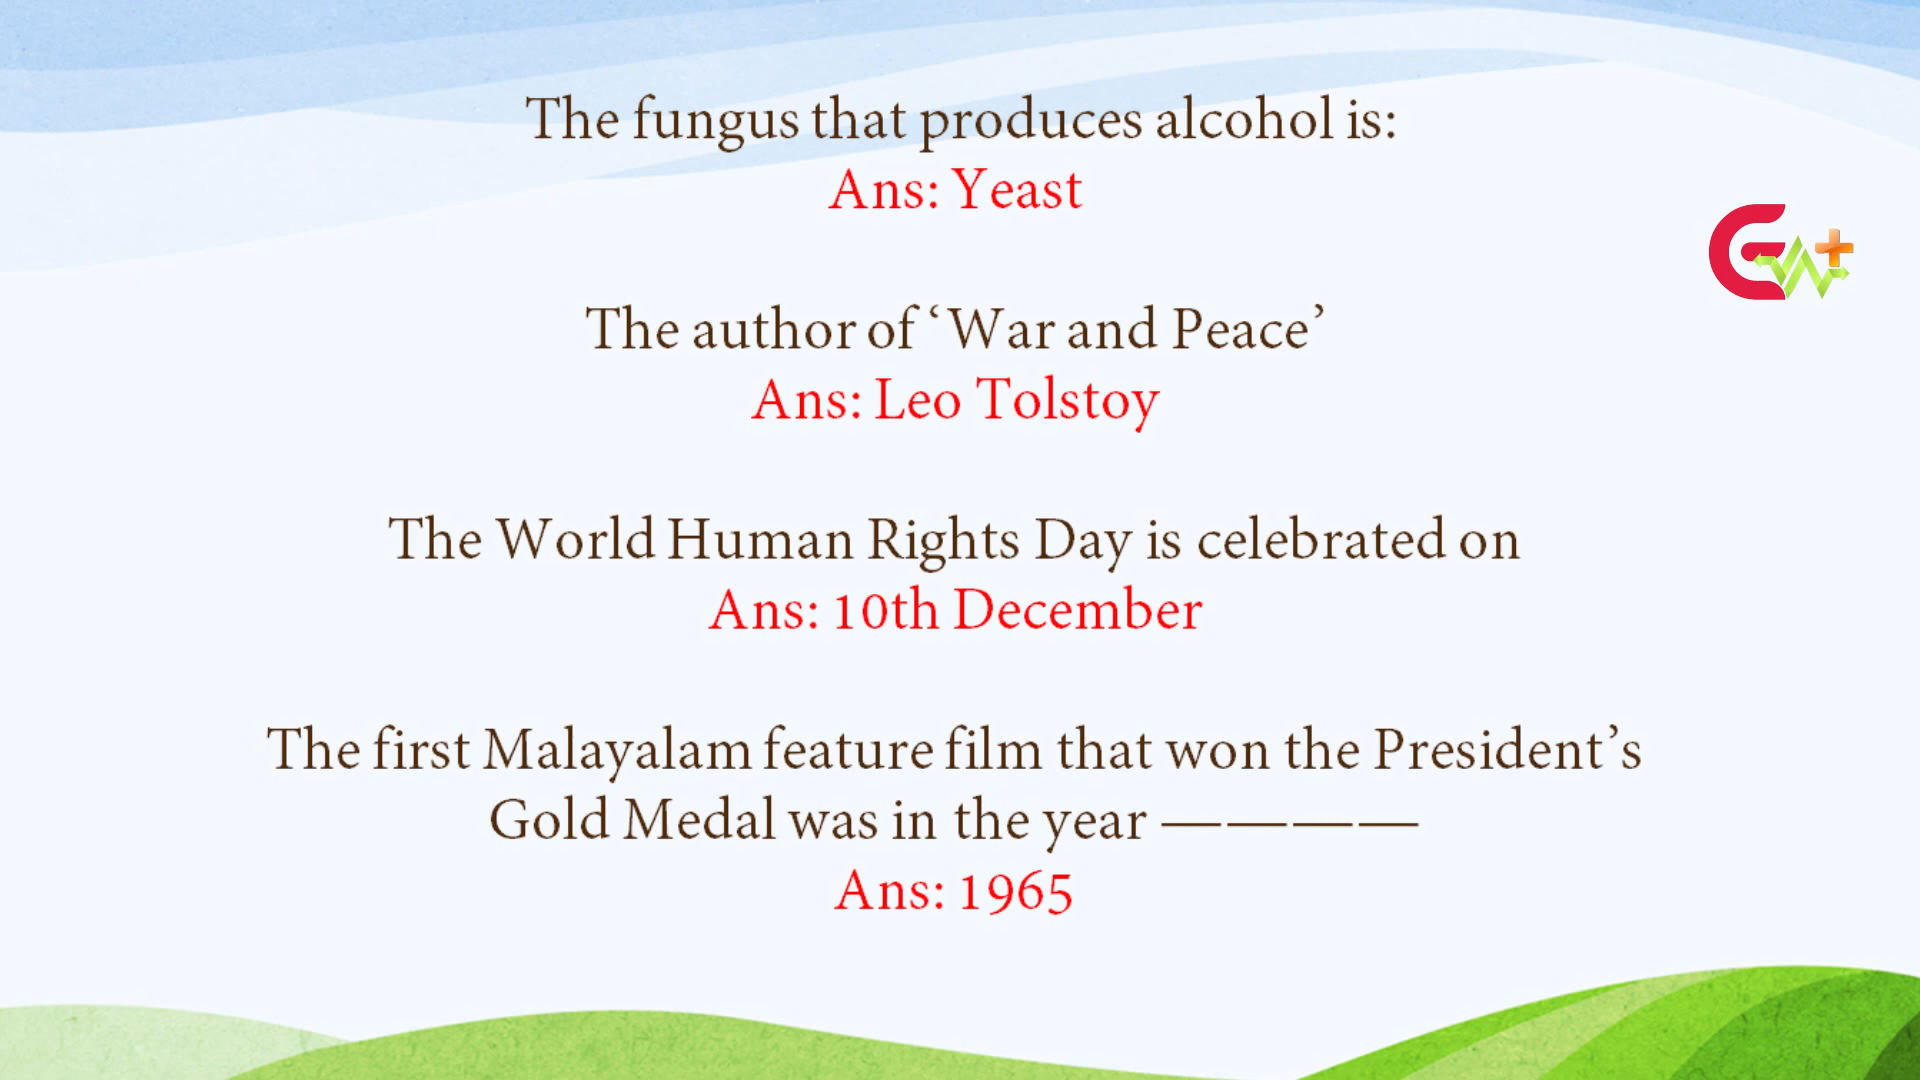 The fungus that produces alcohol is:
Ans: Yeast
The author of ‘War and Peace’
Ans: Leo Tolstoy
The World Human Rights Day is celebrated on
Ans: 10th December
The first Malayalam feature film that won the President’s
Gold Medal was in the year ————
Ans: 1965